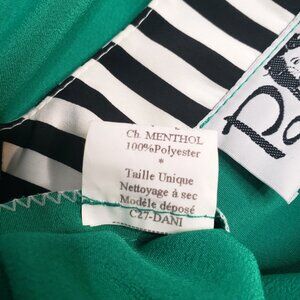 Ch. MENTHOL
100%Polyester
*
Taille Unique
Nettoyage à sec
Modèle déposé
C27-DANI